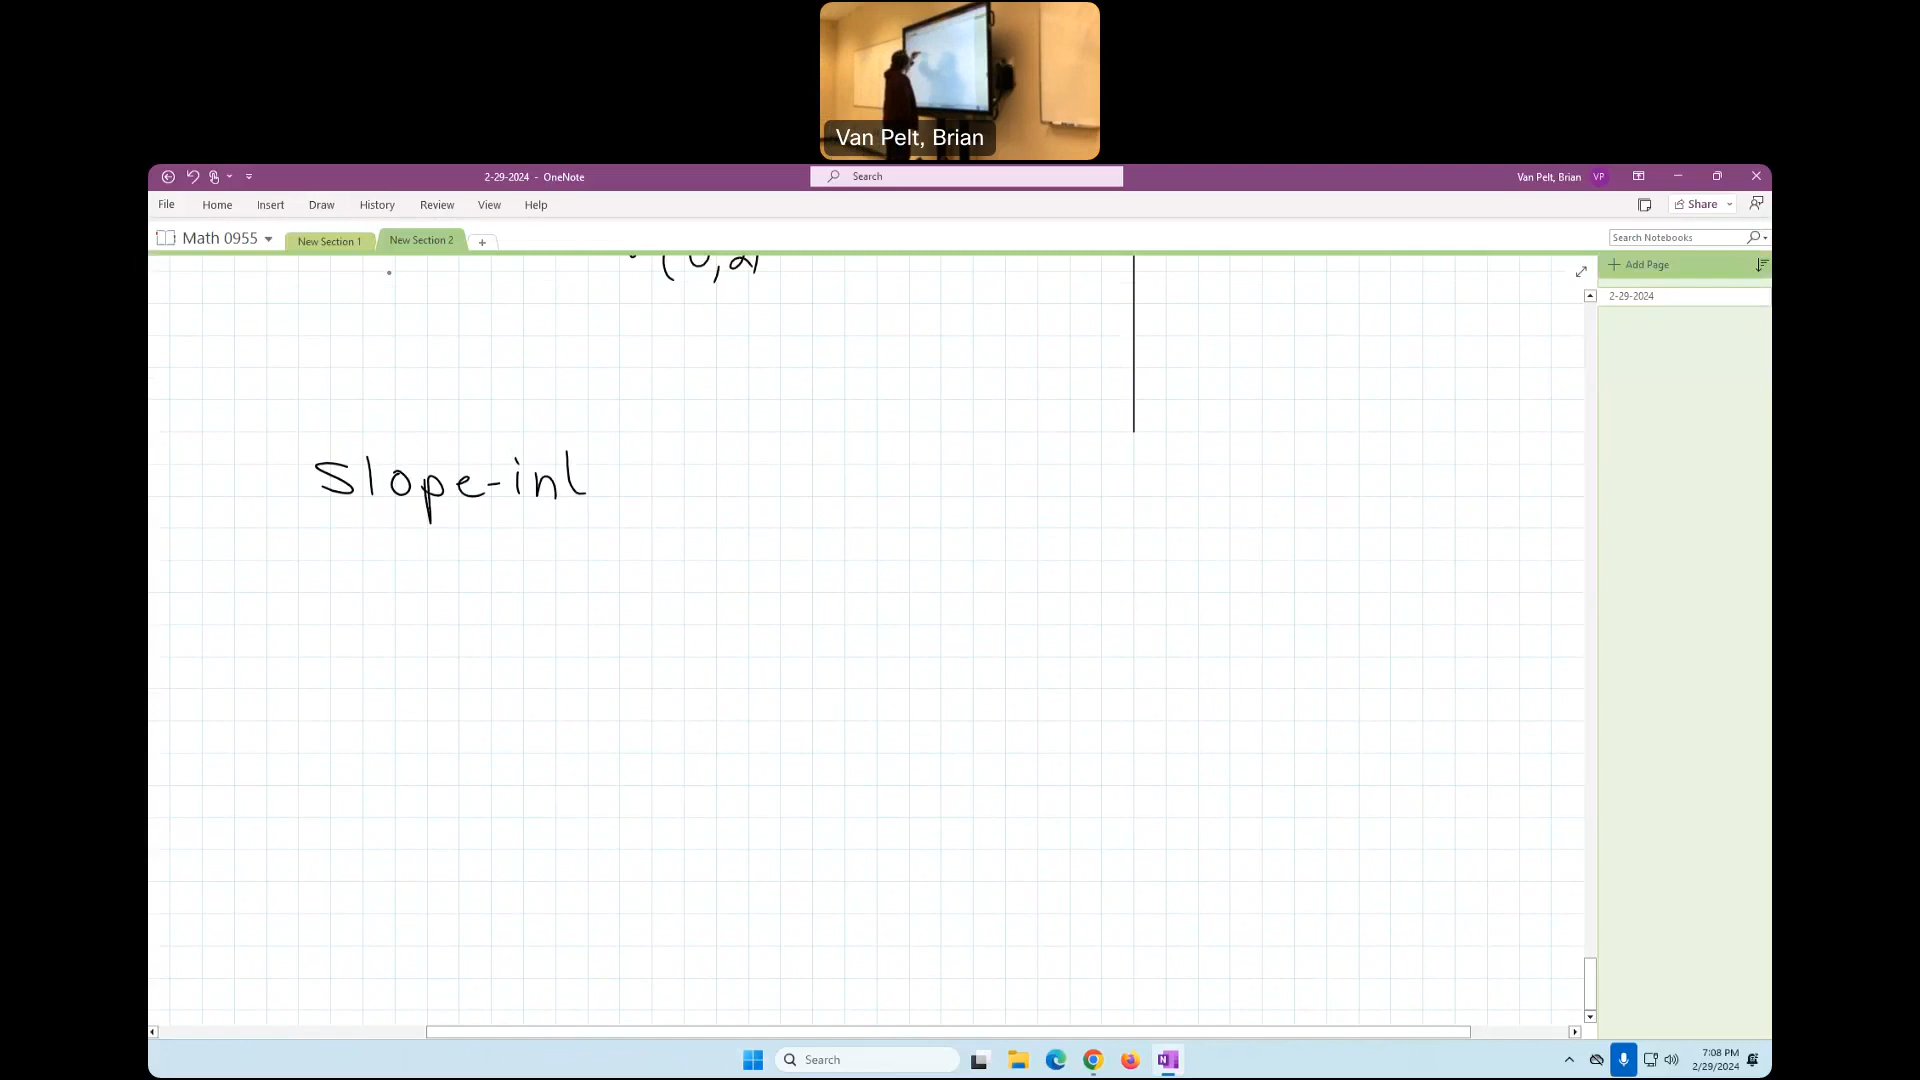 Van Pelt, Brian
2-29-2024 - OneNote
Search
Van Pelt, Brian
VP
File
Home
Insert
Draw
History
Review
View
Help
Share
Math 0955
New Section 1
New Section 2
Search Notebooks
(0,2)
Add Page
2-29-2024
Slope-inl
Search
7:08 PM
2/29/2024